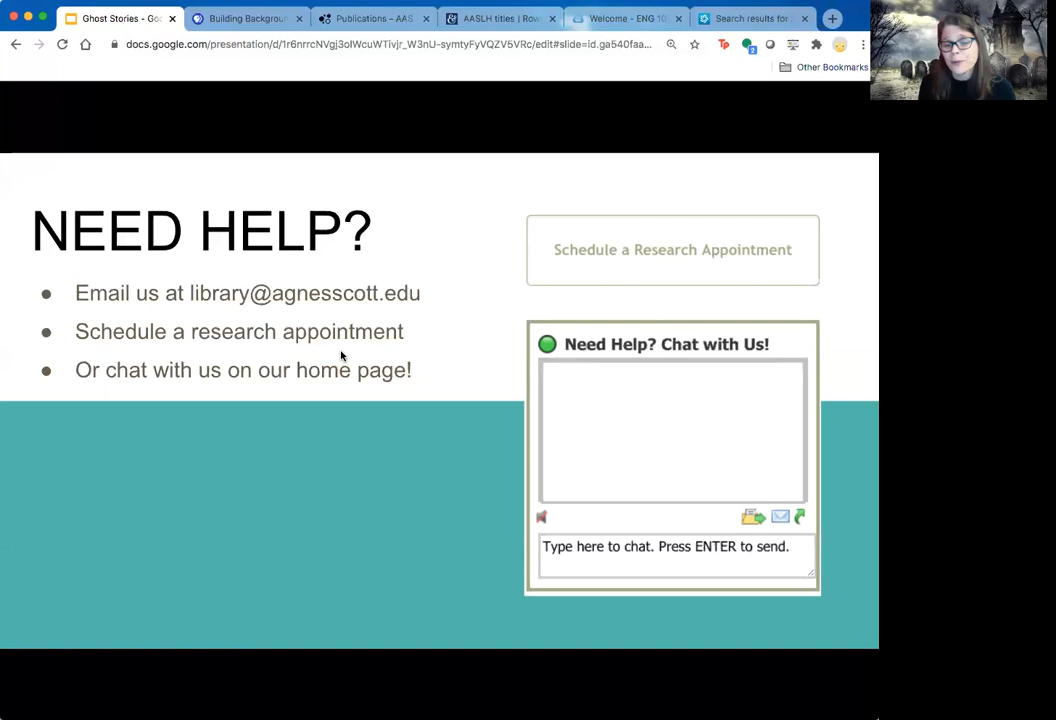 Ghost Stories - Goo
Building Backgroun
Publications – AAS
AASLH titles | Row
Welcome - ENG 10
Search results for
docs.google.com/presentation/d/1r6nrrcNVgj3oIWcuWTivjr_W3nU-symtyFyVQZV5VRc/edit#slide=id.ga540faa...
Other Bookmarks
NEED HELP?
● Email us at library@agnesscott.edu
● Schedule a research appointment
● Or chat with us on our home page!
Schedule a Research Appointment
Need Help? Chat with Us!
Type here to chat. Press ENTER to send.